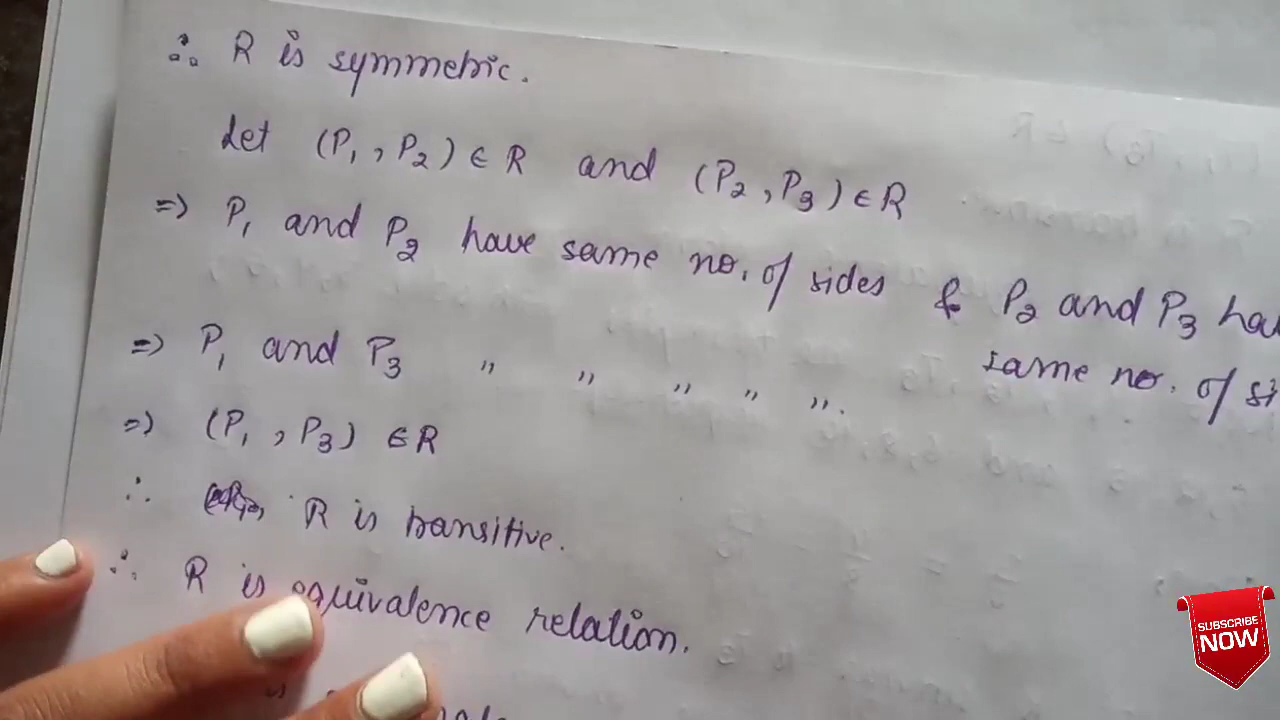 ∴ R is symmetric.
Let (P₁, P₂) ∈ R and (P₂, P₃) ∈ R
⇒ P₁ and P₂ have same no. of sides & P₂ and P₃ ha
same no. of si
⇒ P₁ and P₃ " " " " ".
⇒ (P₁, P₃) ∈ R
∴ R is transitive.
∴ R is equivalence relation.
SUBSCRIBE
NOW